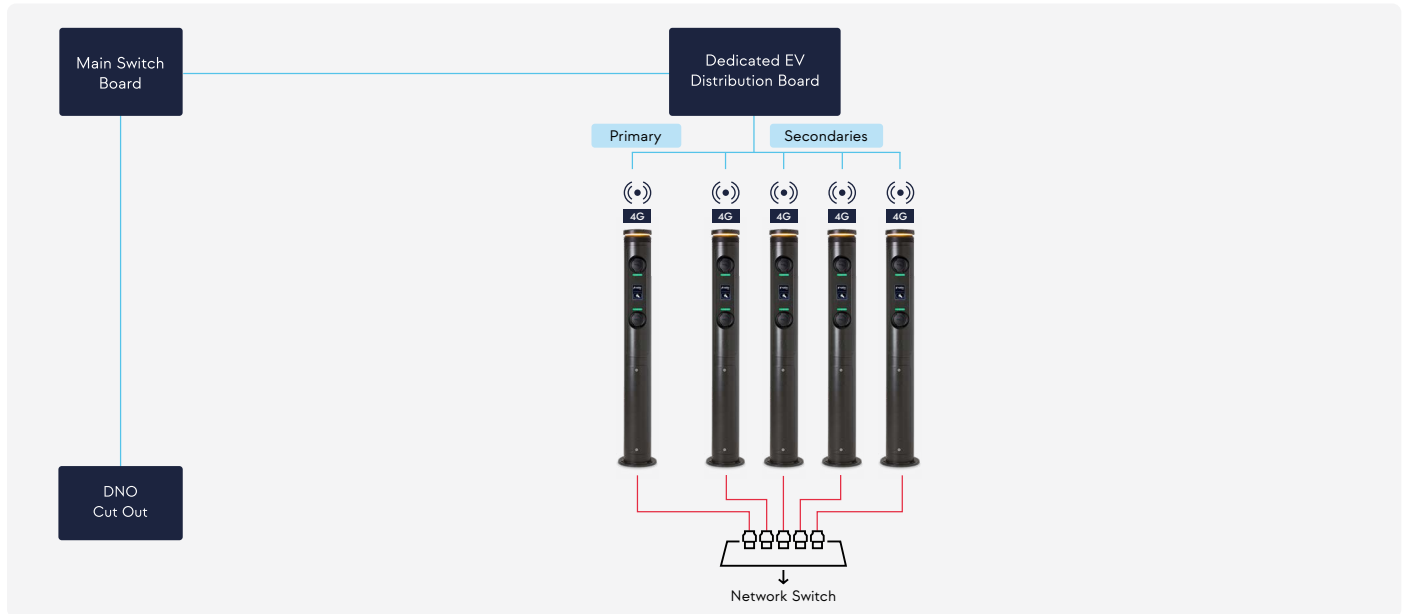 Main Switch
Board
Dedicated EV
Distribution Board
Primary
Secondaries
4G
4G
4G
4G
4G
DNO
Cut Out
Network Switch